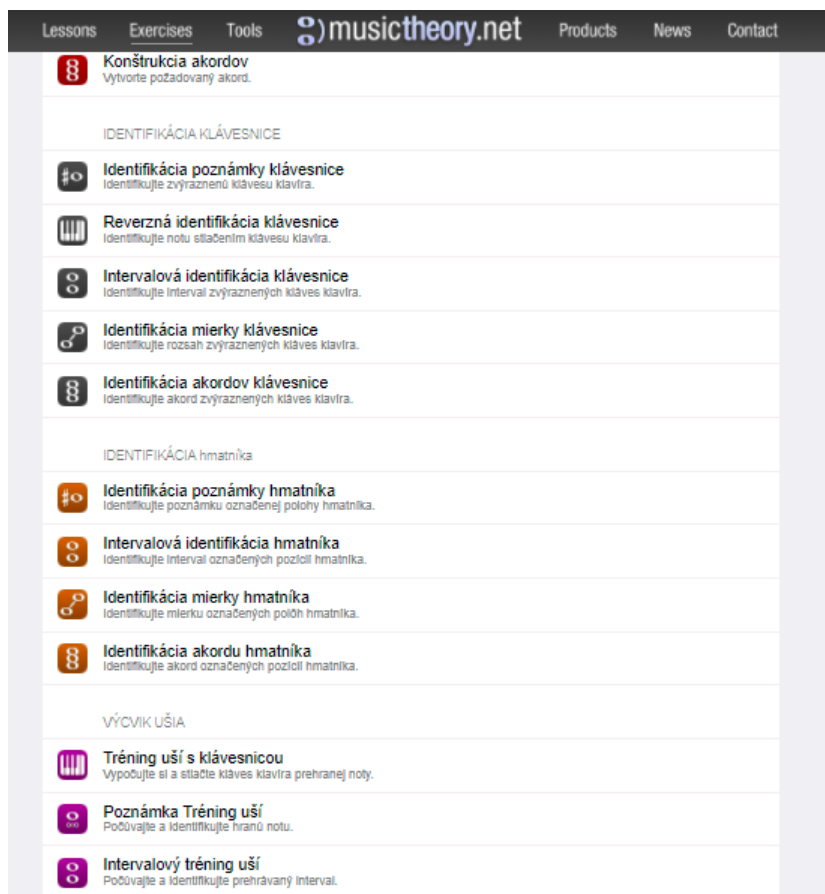 Lessons Exercises Tools musictheory.net Products News Contact
Konštrukcia akordov
Vytvorte požadovaný akord.
IDENTIFIKÁCIA KLÁVESNICE
Identifikácia poznámky klávesnice
Identifikujte zvýraznenú klávesu klavíra.
Reverzná identifikácia klávesnice
Identifikujte notu stlačením klávesu klavíra.
Intervalová identifikácia klávesnice
Identifikujte interval zvýraznených kláves klavíra.
Identifikácia mierky klávesnice
Identifikujte rozsah zvýraznených kláves klavíra.
Identifikácia akordov klávesnice
Identifikujte akord zvýraznených kláves klavíra.
IDENTIFIKÁCIA hmatníka
Identifikácia poznámky hmatníka
Identifikujte poznámku označenej polohy hmatníka.
Intervalová identifikácia hmatníka
Identifikujte interval označených pozícií hmatníka.
Identifikácia mierky hmatníka
Identifikujte mierku označených polôh hmatníka.
Identifikácia akordu hmatníka
Identifikujte akord označených pozícií hmatníka.
VÝCVIK UŠIA
Tréning uší s klávesnicou
Vypočujte si a stlačte kláves klavíra prehranej noty.
Poznámka Tréning uší
Počúvajte a identifikujte hranú notu.
Intervalový tréning uší
Počúvajte a identifikujte prehrávaný interval.